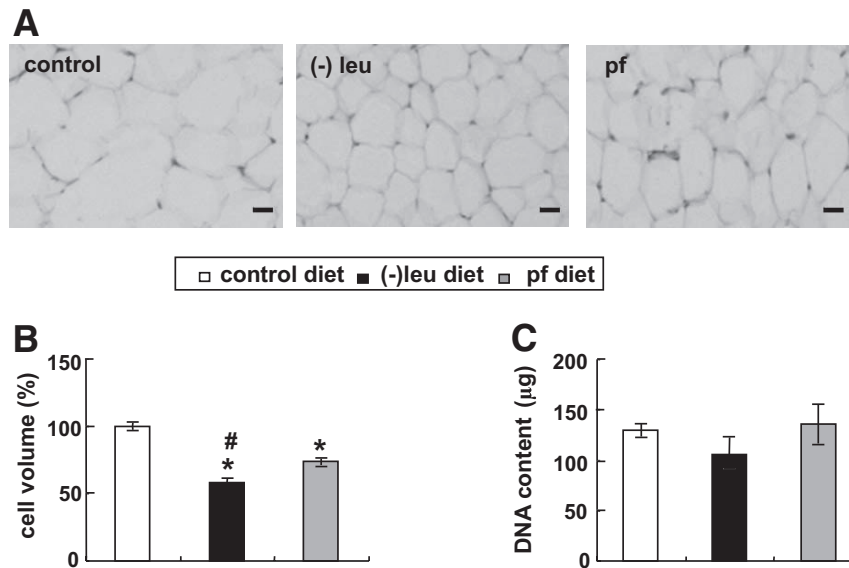 A
control
(-) leu
pf
control diet (-)leu diet pf diet
B
cell volume (%)
150
100
50
0
#
*
*
C
DNA content (μg)
200
150
100
50
0